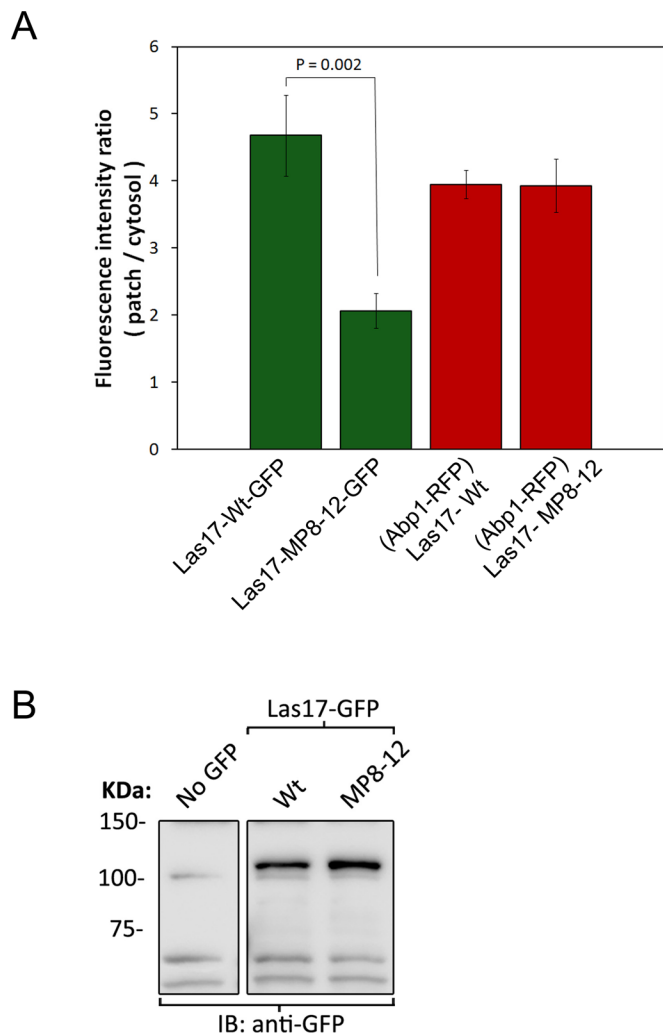 A
Fluorescence intensity ratio
( patch / cytosol )
6
5
4
3
2
1
0
P = 0.002
Las17-Wt-GFP
Las17-MP8-12-GFP
(Abp1-RFP)
Las17- Wt
(Abp1-RFP)
Las17- MP8-12
B
Las17-GFP
KDa:
No GFP
Wt
MP8-12
150-
100-
75-
IB: anti-GFP